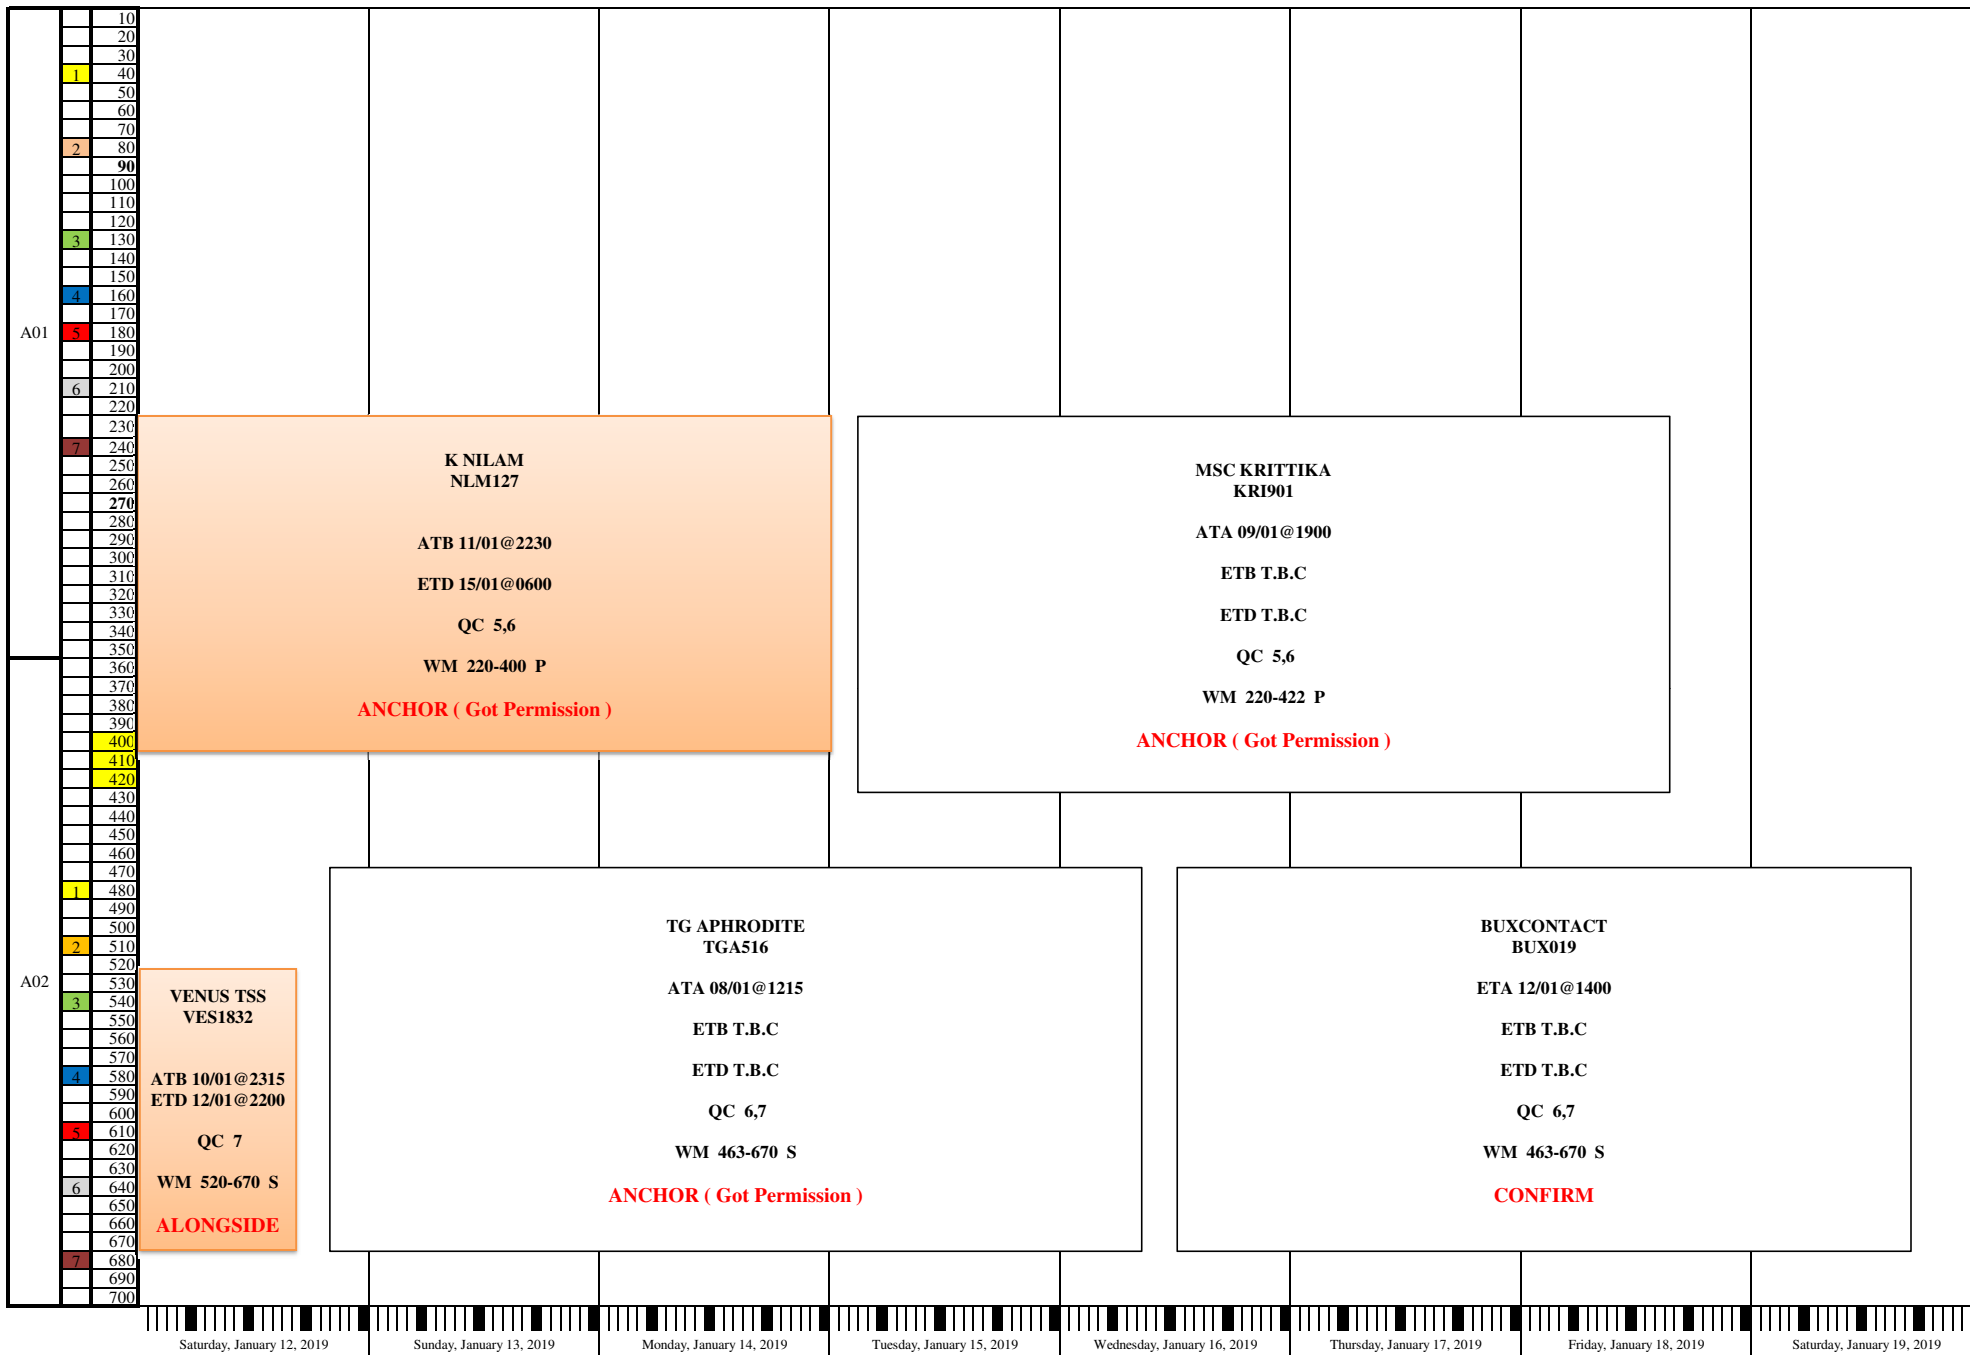 10
20
30
1 40
50
60
70
2 80
90
100
110
120
3 130
140
150
4 160
170
A01 5 180
190
200
6 210
220
230
7 240
250
260
270
280
290
300
310
320
330
340
350
360
370
380
390
400
410
420
430
440
450
460
470
1 480
490
500
2 510
520
A02 530
3 540
550
560
570
4 580
590
600
5 610
620
630
6 640
650
660
670
7 680
690
700
K NILAM
NLM127
ATB 11/01@2230
ETD 15/01@0600
QC 5,6
WM 220-400 P
ANCHOR ( Got Permission )
MSC KRITTIKA
KRI901
ATA 09/01@1900
ETB T.B.C
ETD T.B.C
QC 5,6
WM 220-422 P
ANCHOR ( Got Permission )
VENUS TSS
VES1832
ATB 10/01@2315
ETD 12/01@2200
QC 7
WM 520-670 S
ALONGSIDE
TG APHRODITE
TGA516
ATA 08/01@1215
ETB T.B.C
ETD T.B.C
QC 6,7
WM 463-670 S
ANCHOR ( Got Permission )
BUXCONTACT
BUX019
ETA 12/01@1400
ETB T.B.C
ETD T.B.C
QC 6,7
WM 463-670 S
CONFIRM
Saturday, January 12, 2019
Sunday, January 13, 2019
Monday, January 14, 2019
Tuesday, January 15, 2019
Wednesday, January 16, 2019
Thursday, January 17, 2019
Friday, January 18, 2019
Saturday, January 19, 2019